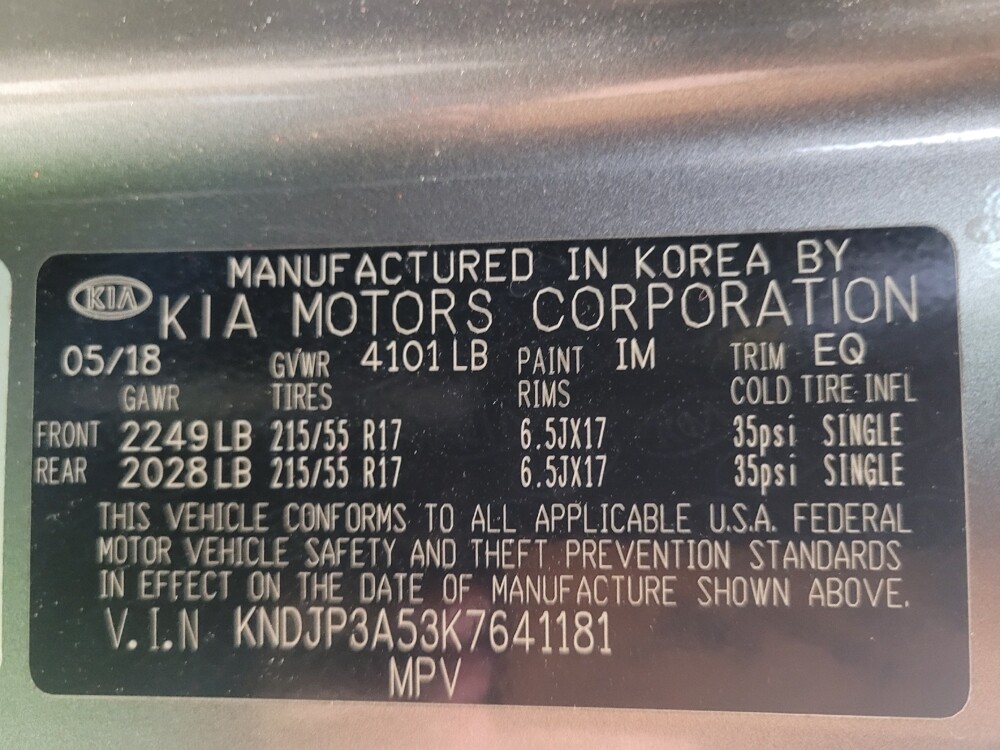 MANUFACTURED IN KOREA BY
KIA KIA MOTORS CORPORATION
05/18 GVWR 4101 LB PAINT IM TRIM EQ
GAWR TIRES RIMS COLD TIRE INFL
FRONT 2249 LB 215/55 R17 6.5JX17 35psi SINGLE
REAR 2028 LB 215/55 R17 6.5JX17 35psi SINGLE
THIS VEHICLE CONFORMS TO ALL APPLICABLE U.S.A. FEDERAL
MOTOR VEHICLE SAFETY AND THEFT PREVENTION STANDARDS
IN EFFECT ON THE DATE OF MANUFACTURE SHOWN ABOVE.
V.I.N KNDJP3A53K7641181
MPV